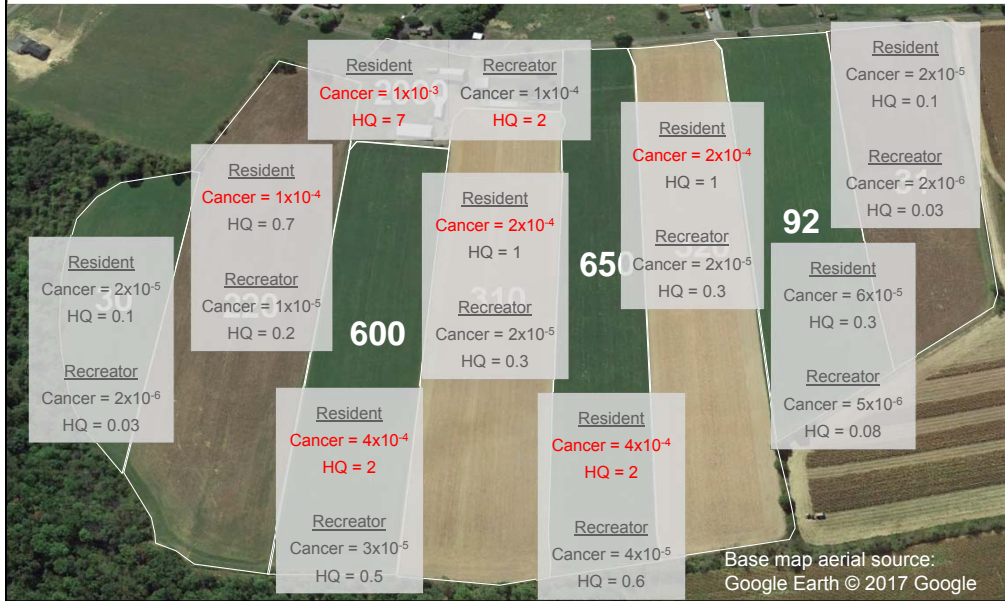 Resident
Cancer = 1x10⁻³
HQ = 7
Recreator
Cancer = 1x10⁻⁴
HQ = 2
Resident
Cancer = 2x10⁻⁵
HQ = 0.1
Recreator
Cancer = 2x10⁻⁶
HQ = 0.03
31
Resident
Cancer = 2x10⁻⁴
HQ = 1
Recreator
Cancer = 2x10⁻⁵
HQ = 0.3
Resident
Cancer = 1x10⁻⁴
HQ = 0.7
Recreator
Cancer = 1x10⁻⁵
HQ = 0.2
220
Resident
Cancer = 2x10⁻⁴
HQ = 1
Recreator
Cancer = 2x10⁻⁵
HQ = 0.3
310
92
650
600
Resident
Cancer = 2x10⁻⁵
HQ = 0.1
Recreator
Cancer = 2x10⁻⁶
HQ = 0.03
30
Resident
Cancer = 6x10⁻⁵
HQ = 0.3
Recreator
Cancer = 5x10⁻⁶
HQ = 0.08
Resident
Cancer = 4x10⁻⁴
HQ = 2
Recreator
Cancer = 3x10⁻⁵
HQ = 0.5
Resident
Cancer = 4x10⁻⁴
HQ = 2
Recreator
Cancer = 4x10⁻⁵
HQ = 0.6
Base map aerial source:
Google Earth © 2017 Google